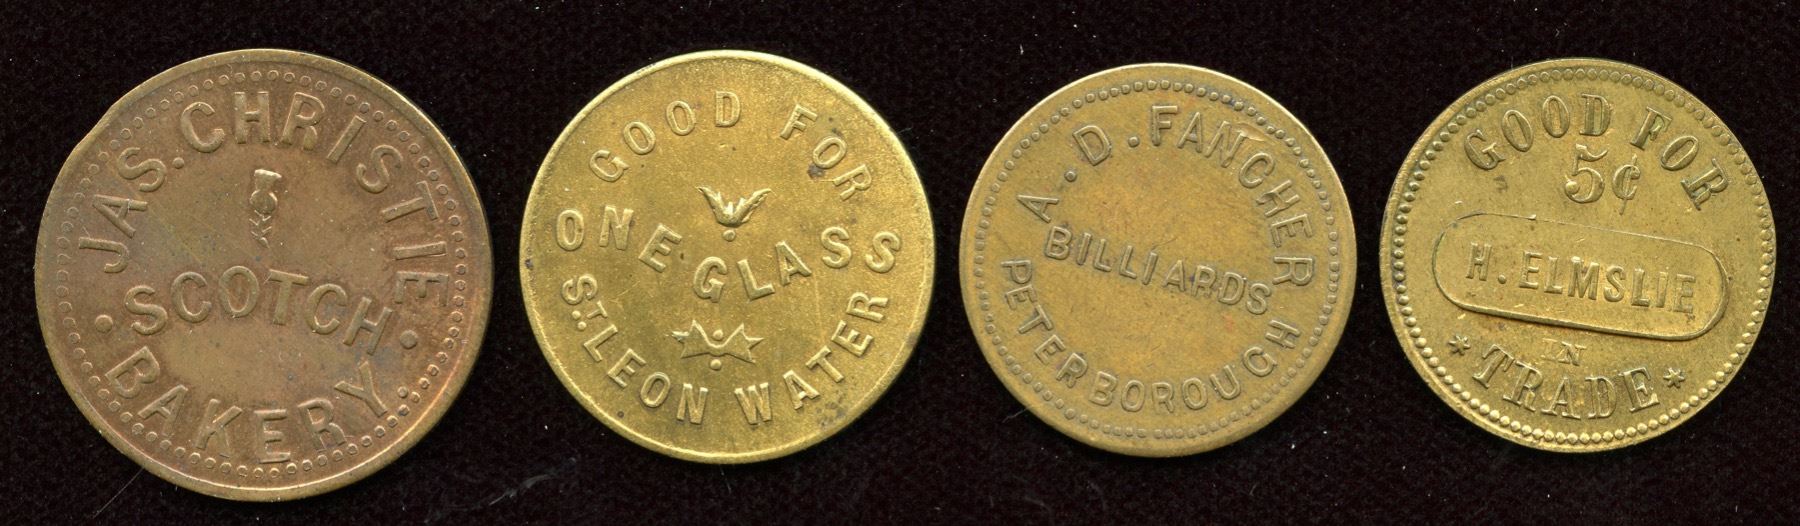 JAS. CHRISTIE
· SCOTCH ·
BAKERY.
GOOD FOR
ONE GLASS
ST. LEON WATER
A. D. FANCHER
BILLIARDS
PETERBOROUGH
GOOD FOR
5¢
H. ELMSLIE
IN
* TRADE *